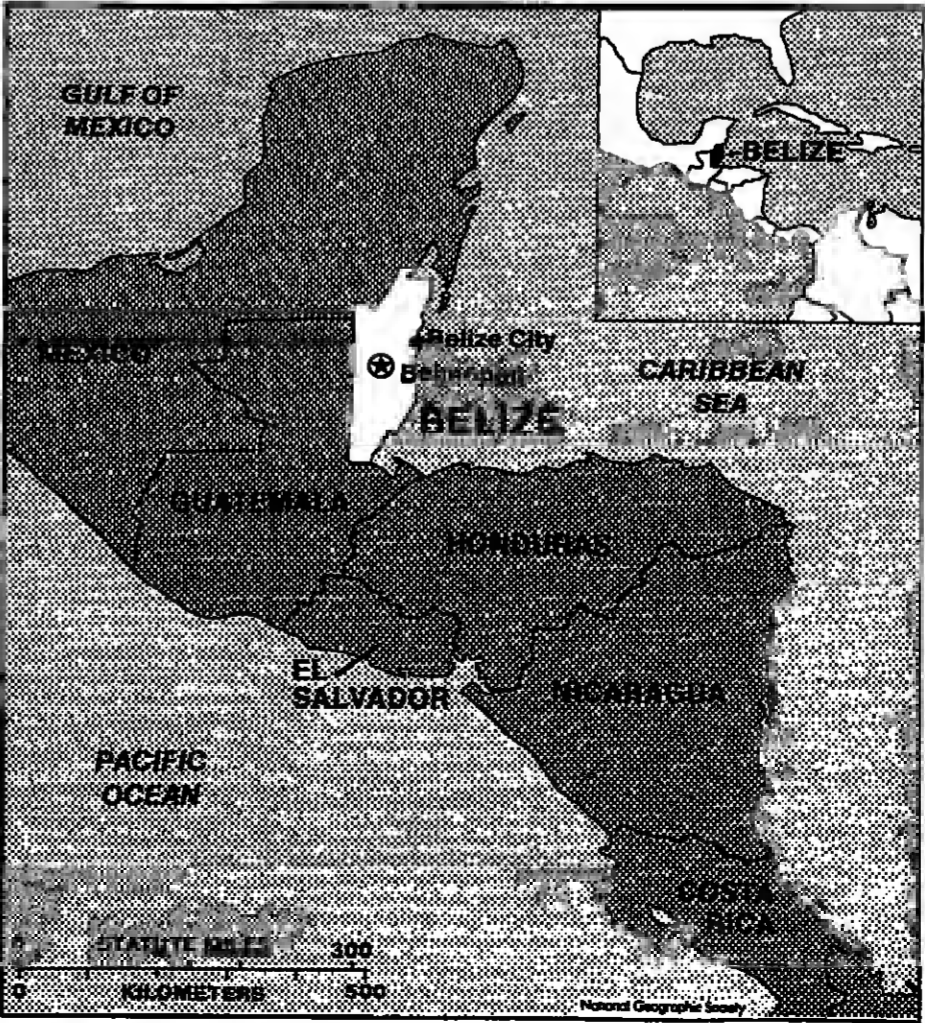 GULF OF
MEXICO
BELIZE
MEXICO
Belize City
Belmopan
BELIZE
CARIBBEAN
SEA
GUATEMALA
HONDURAS
EL
SALVADOR
NICARAGUA
PACIFIC
OCEAN
COSTA
RICA
0 STATUTE MILES 300
0 KILOMETERS 500
National Geographic Society